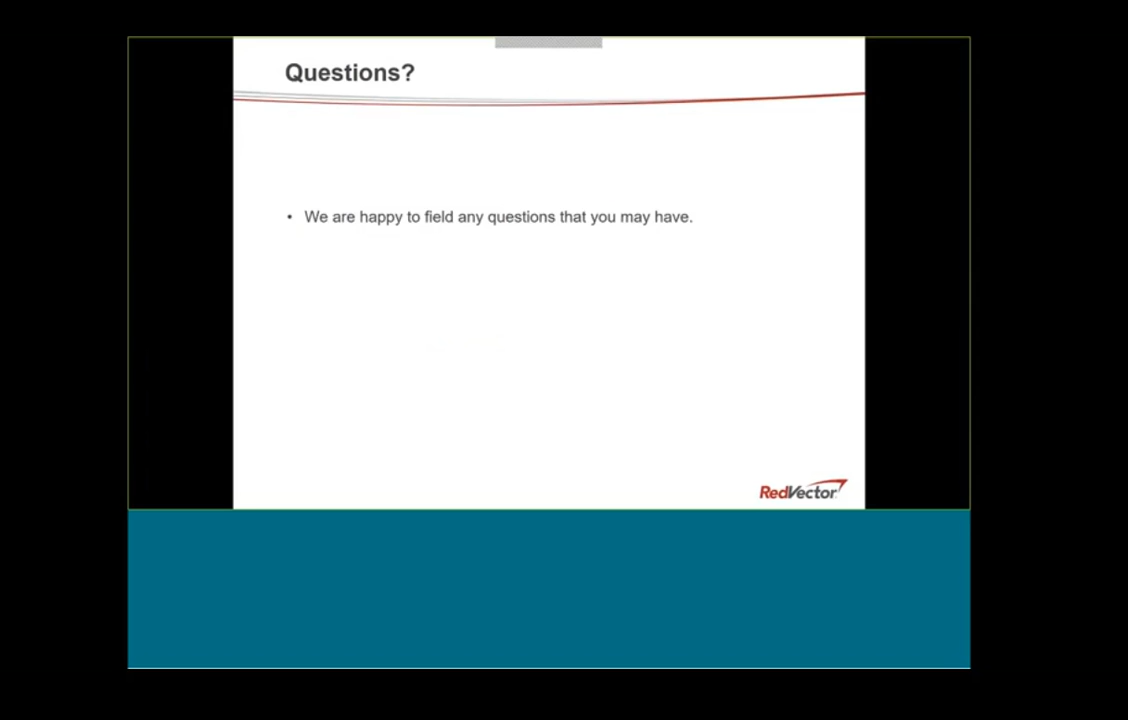 Questions?
• We are happy to field any questions that you may have.
RedVector